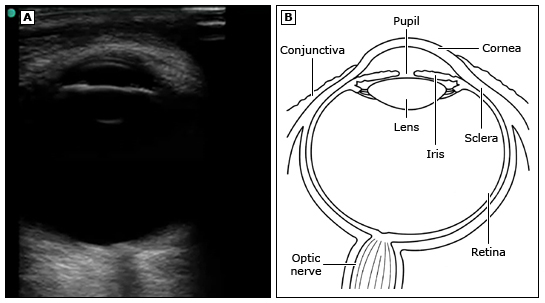 A
B
Pupil
Conjunctiva
Cornea
Lens
Iris
Sclera
Retina
Optic
nerve